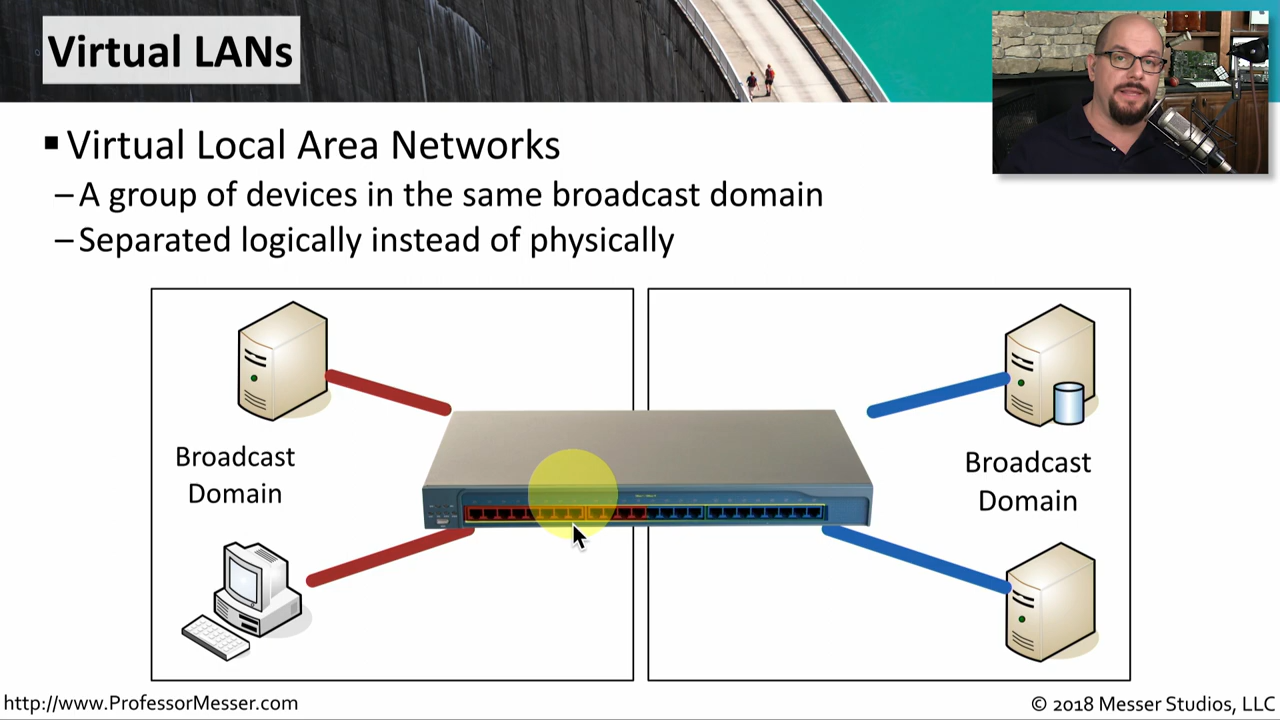 Virtual LANs
▪ Virtual Local Area Networks
– A group of devices in the same broadcast domain
– Separated logically instead of physically
Broadcast
Domain
Broadcast
Domain
http://www.ProfessorMesser.com
© 2018 Messer Studios, LLC